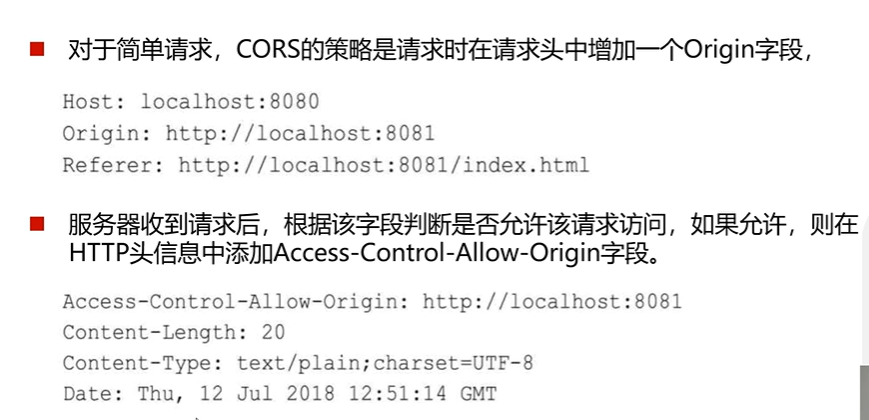 对于简单请求，CORS的策略是请求时在请求头中增加一个Origin字段，
Host: localhost:8080
Origin: http://localhost:8081
Referer: http://localhost:8081/index.html
服务器收到请求后，根据该字段判断是否允许该请求访问，如果允许，则在
HTTP头信息中添加Access-Control-Allow-Origin字段。
Access-Control-Allow-Origin: http://localhost:8081
Content-Length: 20
Content-Type: text/plain;charset=UTF-8
Date: Thu, 12 Jul 2018 12:51:14 GMT